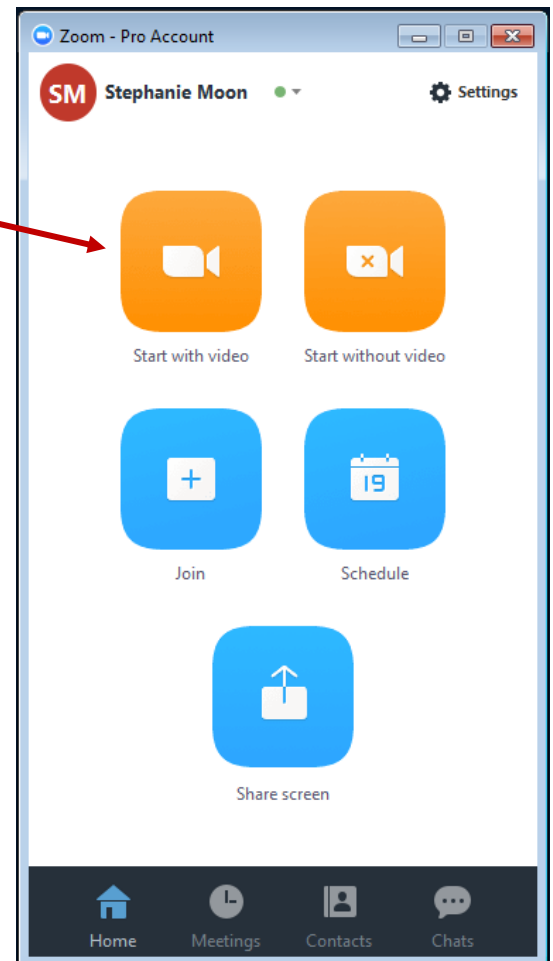 Zoom - Pro Account
SM Stephanie Moon Settings
Start with video Start without video
19
Join Schedule
Share screen
Home Meetings Contacts Chats